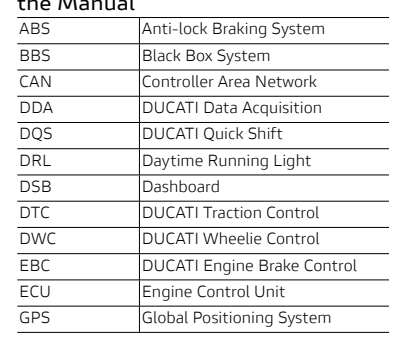 the Manual
ABS Anti-lock Braking System
BBS Black Box System
CAN Controller Area Network
DDA DUCATI Data Acquisition
DQS DUCATI Quick Shift
DRL Daytime Running Light
DSB Dashboard
DTC DUCATI Traction Control
DWC DUCATI Wheelie Control
EBC DUCATI Engine Brake Control
ECU Engine Control Unit
GPS Global Positioning System